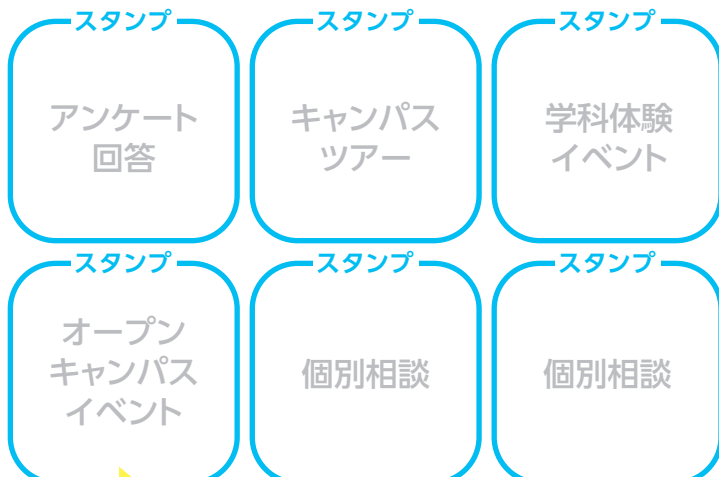 スタンプ
スタンプ
スタンプ
アンケート
回答
キャンパス
ツアー
学科体験
イベント
スタンプ
スタンプ
スタンプ
オープン
キャンパス
イベント
個別相談
個別相談